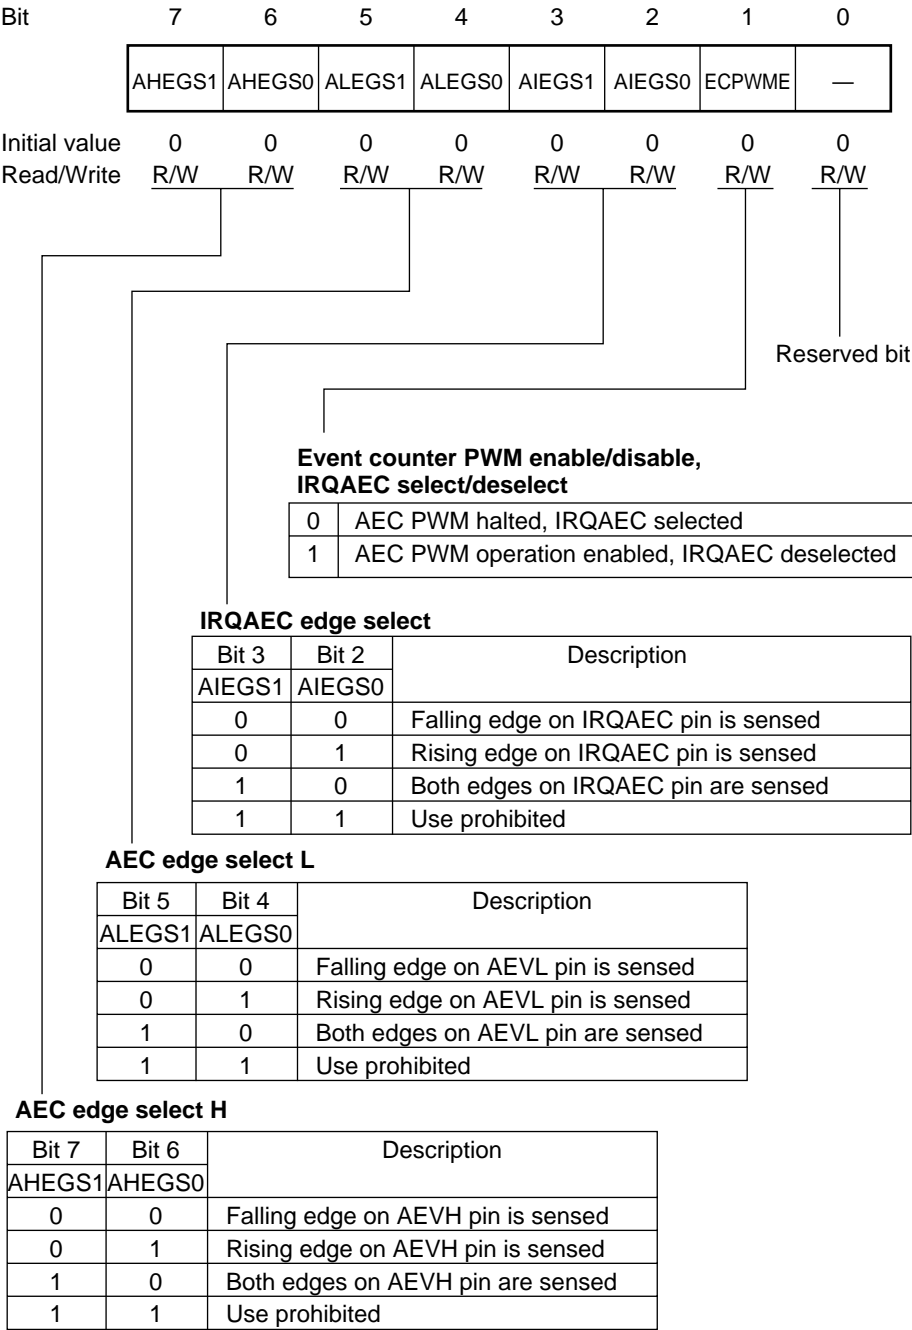 Bit 7 6 5 4 3 2 1 0
AHEGS1 AHEGS0 ALEGS1 ALEGS0 AIEGS1 AIEGS0 ECPWME —
Initial value 0 0 0 0 0 0 0 0
Read/Write R/W R/W R/W R/W R/W R/W R/W R/W
Reserved bit
Event counter PWM enable/disable,
IRQAEC select/deselect
0 AEC PWM halted, IRQAEC selected
1 AEC PWM operation enabled, IRQAEC deselected
IRQAEC edge select
Bit 3 Bit 2 Description
AIEGS1 AIEGS0
0 0 Falling edge on IRQAEC pin is sensed
0 1 Rising edge on IRQAEC pin is sensed
1 0 Both edges on IRQAEC pin are sensed
1 1 Use prohibited
AEC edge select L
Bit 5 Bit 4 Description
ALEGS1 ALEGS0
0 0 Falling edge on AEVL pin is sensed
0 1 Rising edge on AEVL pin is sensed
1 0 Both edges on AEVL pin are sensed
1 1 Use prohibited
AEC edge select H
Bit 7 Bit 6 Description
AHEGS1 AHEGS0
0 0 Falling edge on AEVH pin is sensed
0 1 Rising edge on AEVH pin is sensed
1 0 Both edges on AEVH pin are sensed
1 1 Use prohibited